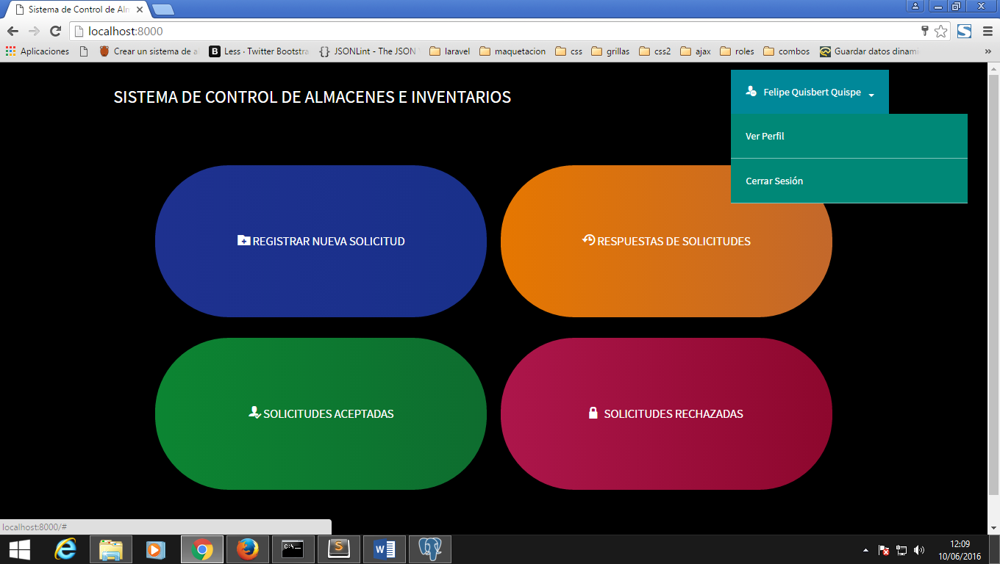 Sistema de Control de Alm
localhost:8000
Aplicaciones
Crear un sistema de a
Less · Twitter Bootstra
JSONLint - The JSON
laravel
maquetacion
css
grillas
css2
ajax
roles
combos
Guardar datos dinami
»
SISTEMA DE CONTROL DE ALMACENES E INVENTARIOS
Felipe Quisbert Quispe
Ver Perfil
Cerrar Sesión
REGISTRAR NUEVA SOLICITUD
RESPUESTAS DE SOLICITUDES
SOLICITUDES ACEPTADAS
SOLICITUDES RECHAZADAS
localhost:8000/#
12:09
10/06/2016